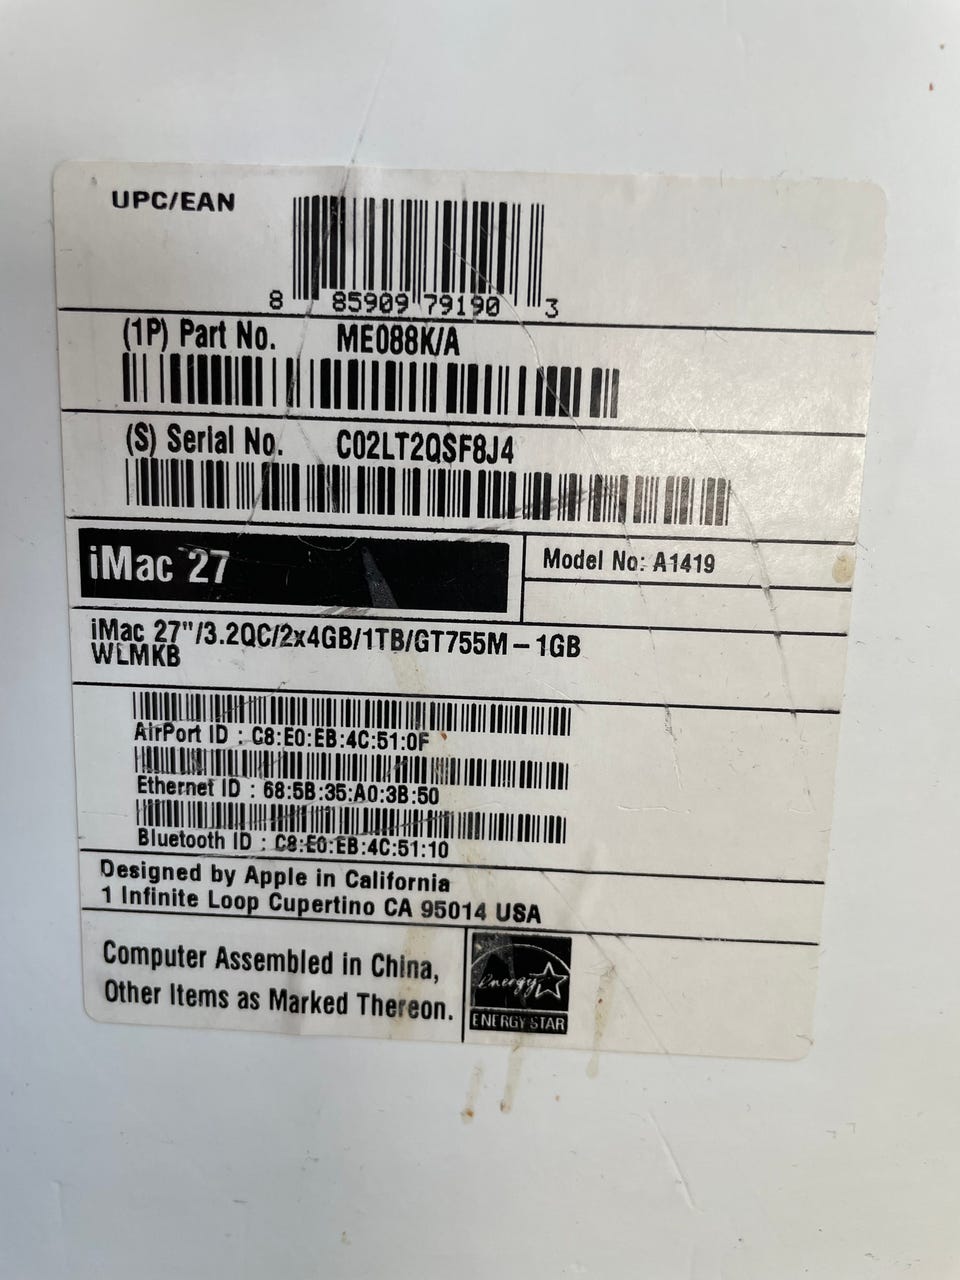 UPC/EAN
8 85909 79190 3
(1P) Part No. ME088K/A
(S) Serial No. C02LT2QSF8J4
iMac 27
Model No: A1419
iMac 27"/3.2QC/2x4GB/1TB/GT755M-1GB
WLMKB
AirPort ID : C8:E0:EB:4C:51:0F
Ethernet ID : 68:5B:35:A0:3B:50
Bluetooth ID : C8:E0:EB:4C:51:10
Designed by Apple in California
1 Infinite Loop Cupertino CA 95014 USA
Computer Assembled in China,
Other Items as Marked Thereon.
energy
ENERGY STAR